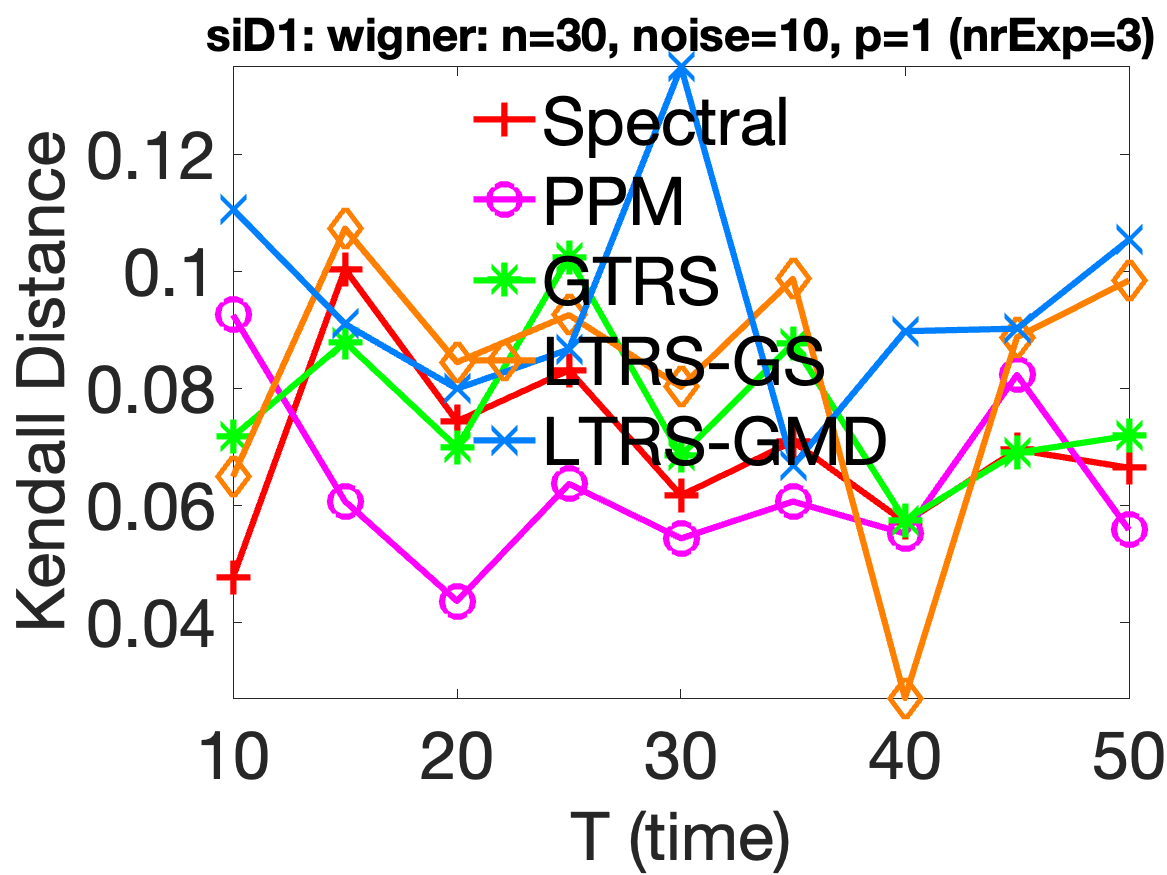 siD1: wigner: n=30, noise=10, p=1 (nrExp=3)
Kendall Distance
0.12
0.1
0.08
0.06
0.04
Spectral
PPM
GTRS
LTRS-GS
LTRS-GMD
10 20 30 40 50
T (time)